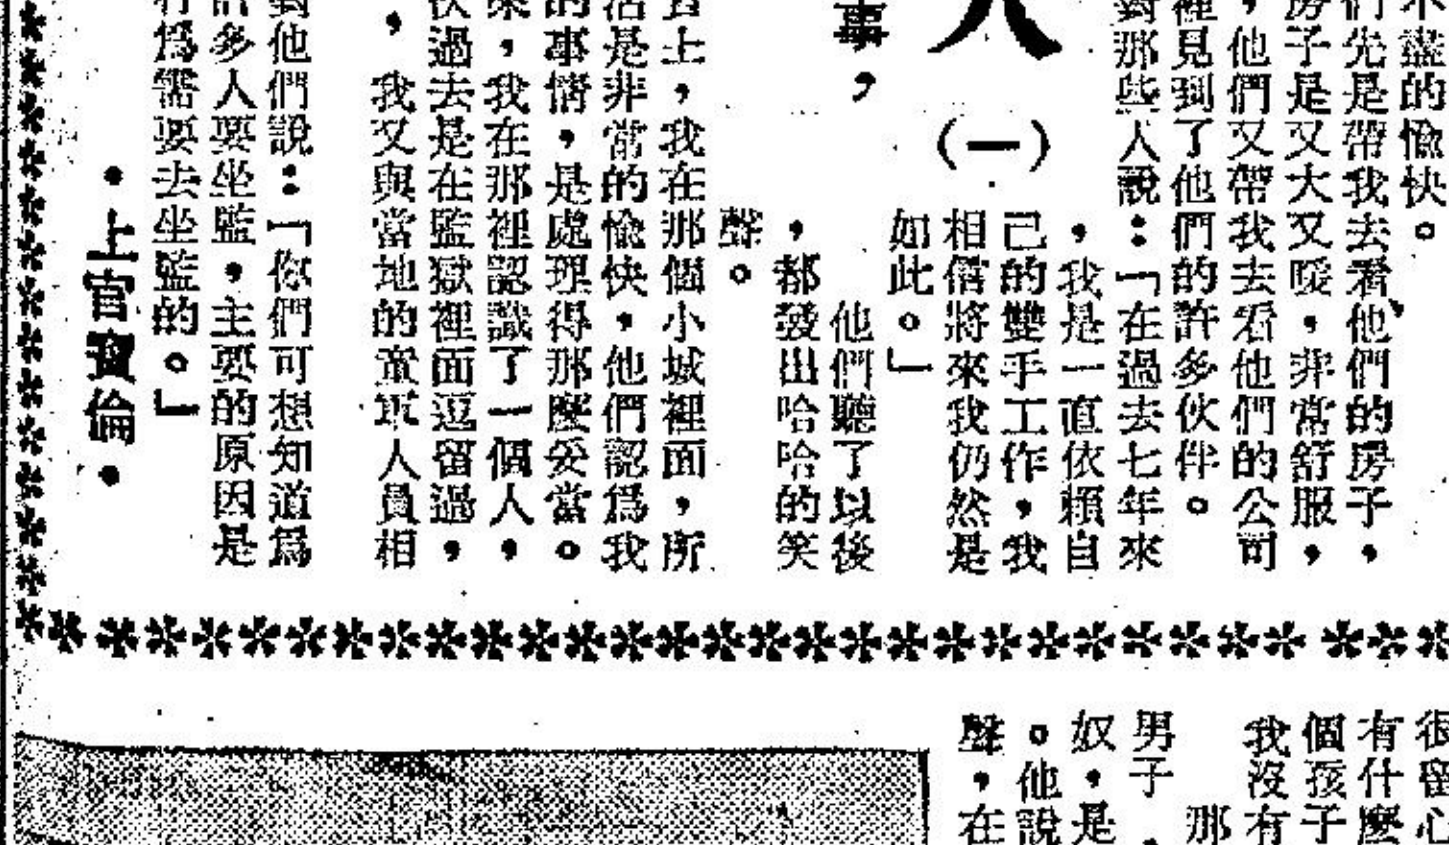 不盡的愉快。
們先是帶我去看他們的房子,
房子是又大又暖,非常舒服,
,他們又帶我去看他們的公司
裡見到了他們的許多伙伴。
對那些人說:「在過去七年來
,我是一直依賴自
己的雙手工作,我
相信將來我仍然是
如此。」
人
(一)
他們聽了以後
,都發出哈哈的笑
聲。
事,
實上,我在那個小城裡面,所
活是非常的愉快,他們認爲我
的事情,是處理得那麼妥當。
,我在那裡認識了一個人,
伙過去是在監獄裡面逗留過,
,我又與當地的童軍人員相
對他們說:「你們可想知道爲
許多人要坐監,主要的原因是
行爲需要去坐監的。」
・上官寶倫・
很留心
有什麼
個孩子
我沒有
那
男子,
奴,是
。他說
聲,在